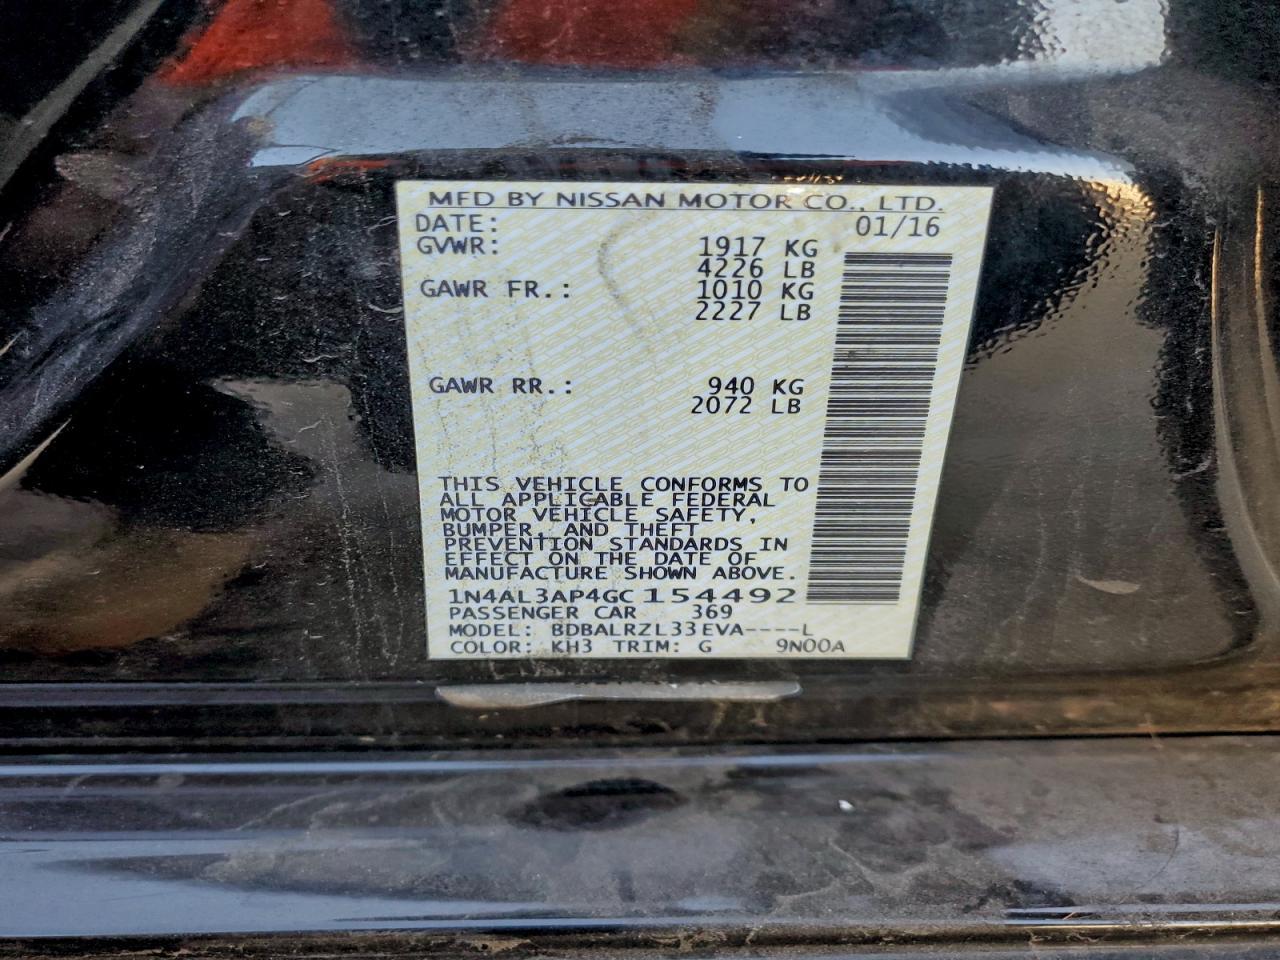 MFD BY NISSAN MOTOR CO., LTD.
DATE: 01/16
GVWR: 1917 KG
4226 LB
GAWR FR.: 1010 KG
2227 LB
GAWR RR.: 940 KG
2072 LB
THIS VEHICLE CONFORMS TO
ALL APPLICABLE FEDERAL
MOTOR VEHICLE SAFETY,
BUMPER, AND THEFT
PREVENTION STANDARDS IN
EFFECT ON THE DATE OF
MANUFACTURE SHOWN ABOVE.
1N4AL3AP4GC154492
PASSENGER CAR 369
MODEL: BDBALRZL33EVA----L
COLOR: KH3 TRIM: G 9N00A